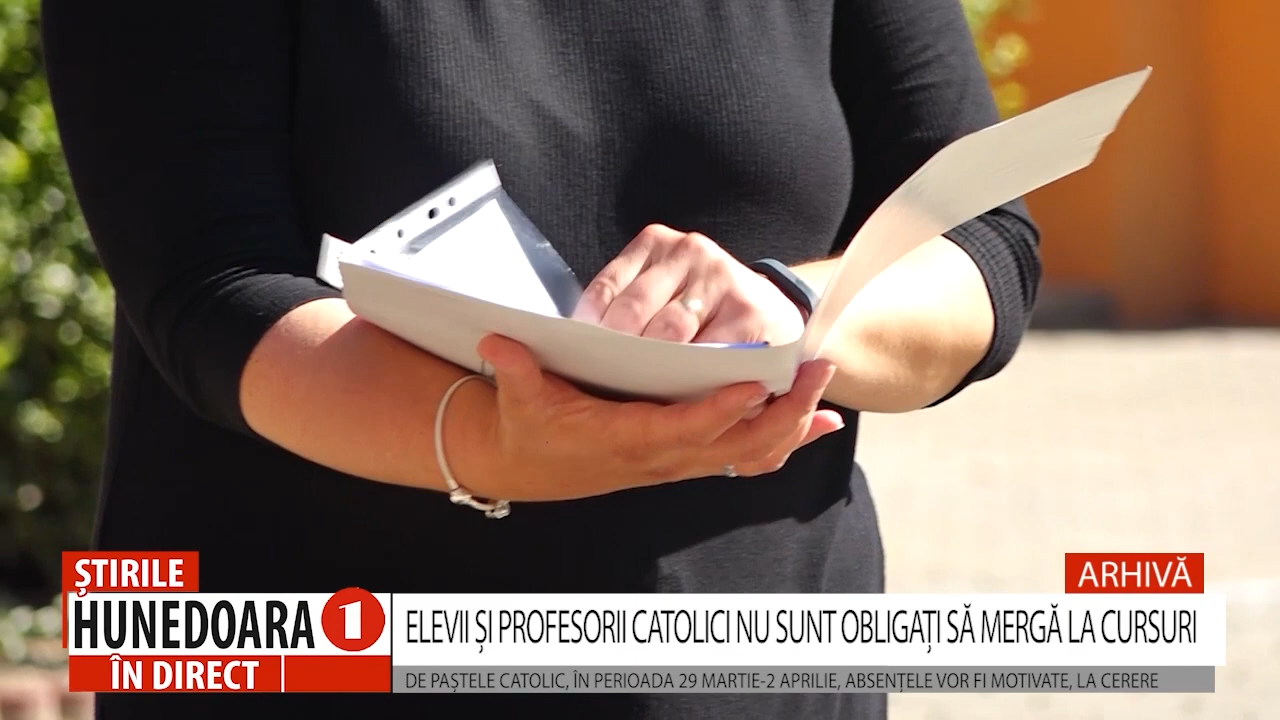 ȘTIRILE
HUNEDOARA 1
ÎN DIRECT
ARHIVĂ
ELEVII ȘI PROFESORII CATOLICI NU SUNT OBLIGAȚI SĂ MERGĂ LA CURSURI
DE PAȘTELE CATOLIC, ÎN PERIOADA 29 MARTIE-2 APRILIE, ABSENȚELE VOR FI MOTIVATE, LA CERERE